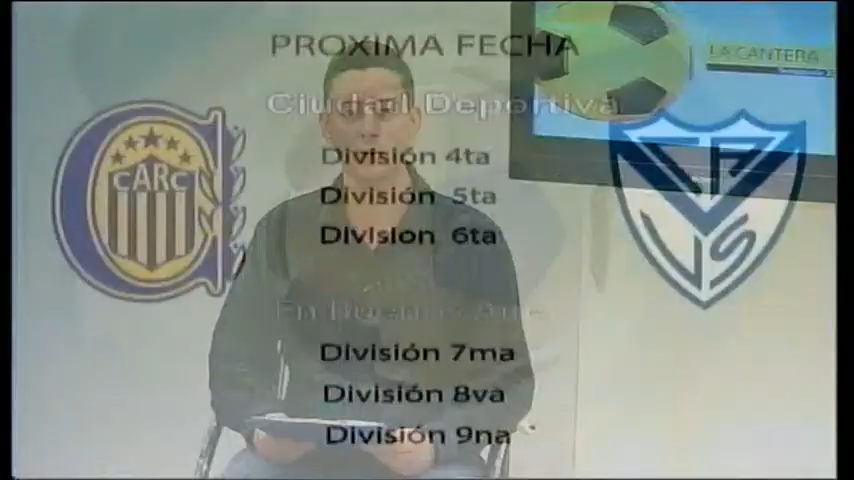 PROXIMA FECHA
LA CANTERA
Ciudad Deportiva
CARC
División 4ta
División 5ta
Division 6ta
En Buenos Aire
División 7ma
División 8va
División 9na